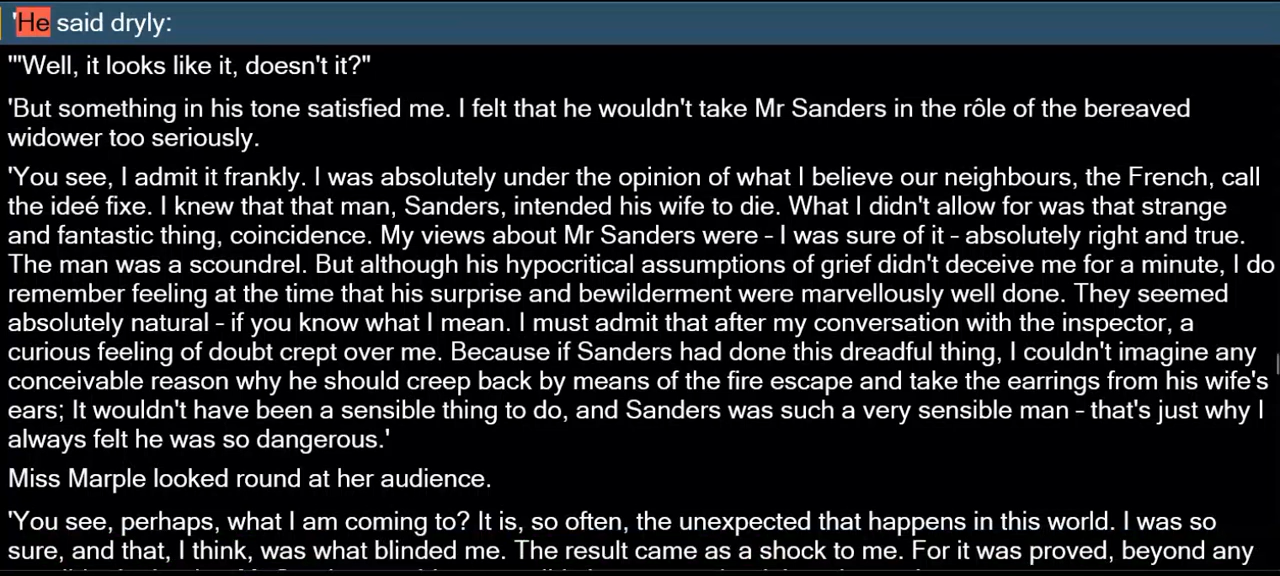 'He said dryly:
'"Well, it looks like it, doesn't it?"
'But something in his tone satisfied me. I felt that he wouldn't take Mr Sanders in the rôle of the bereaved
widower too seriously.
'You see, I admit it frankly. I was absolutely under the opinion of what I believe our neighbours, the French, call
the ideé fixe. I knew that that man, Sanders, intended his wife to die. What I didn't allow for was that strange
and fantastic thing, coincidence. My views about Mr Sanders were - I was sure of it - absolutely right and true.
The man was a scoundrel. But although his hypocritical assumptions of grief didn't deceive me for a minute, I do
remember feeling at the time that his surprise and bewilderment were marvellously well done. They seemed
absolutely natural - if you know what I mean. I must admit that after my conversation with the inspector, a
curious feeling of doubt crept over me. Because if Sanders had done this dreadful thing, I couldn't imagine any
conceivable reason why he should creep back by means of the fire escape and take the earrings from his wife's
ears; It wouldn't have been a sensible thing to do, and Sanders was such a very sensible man - that's just why I
always felt he was so dangerous.'
Miss Marple looked round at her audience.
'You see, perhaps, what I am coming to? It is, so often, the unexpected that happens in this world. I was so
sure, and that, I think, was what blinded me. The result came as a shock to me. For it was proved, beyond any